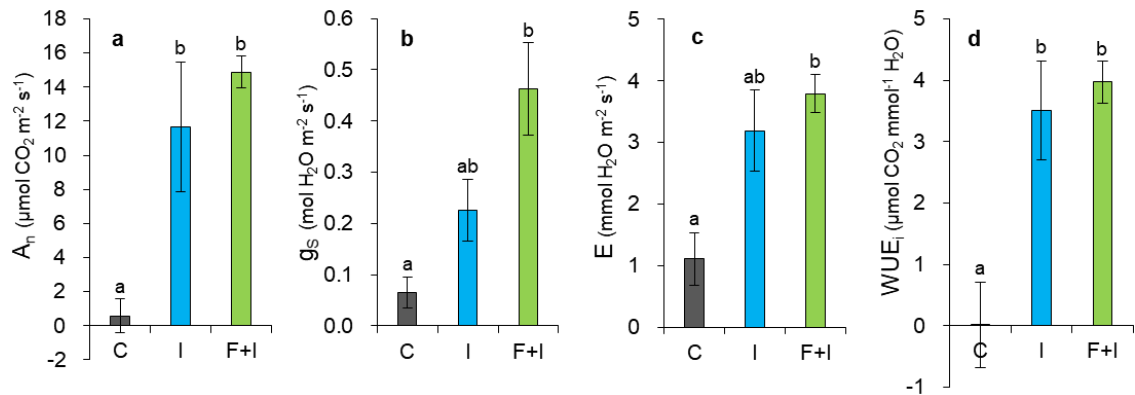 a
Aₙ (µmol CO₂ m⁻² s⁻¹)
18
16
14
12
10
8
6
4
2
0
-2
a
b
b
C
I
F+I
b
gₛ (mol H₂O m⁻² s⁻¹)
0.6
0.5
0.4
0.3
0.2
0.1
0.0
a
ab
b
C
I
F+I
c
E (mmol H₂O m⁻² s⁻¹)
5
4
3
2
1
0
a
ab
b
C
I
F+I
d
WUEᵢ (µmol CO₂ mmol⁻¹ H₂O)
5
4
3
2
1
0
-1
a
b
b
C
I
F+I